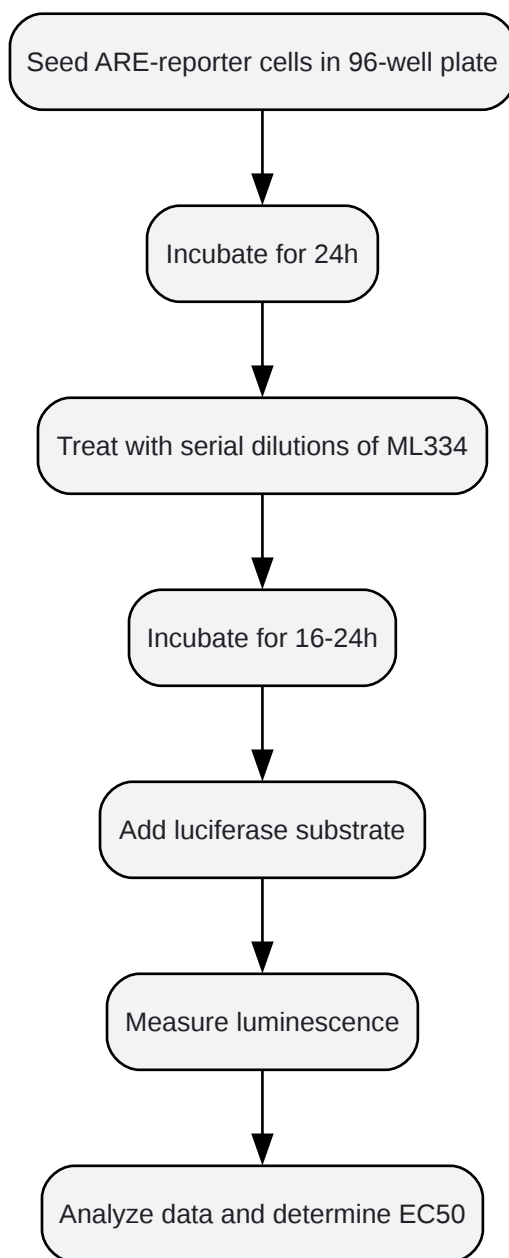 Seed ARE-reporter cells in 96-well plate
Incubate for 24h
Treat with serial dilutions of ML334
Incubate for 16-24h
Add luciferase substrate
Measure luminescence
Analyze data and determine EC50